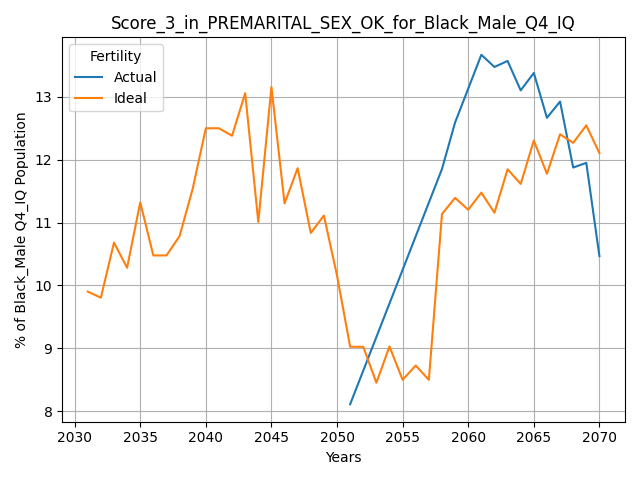 Score_3_in_PREMARITAL_SEX_OK_for_Black_Male_Q4_IQ
Fertility
Actual
Ideal
% of Black_Male Q4_IQ Population
13
12
11
10
9
8
2030 2035 2040 2045 2050 2055 2060 2065 2070
Years